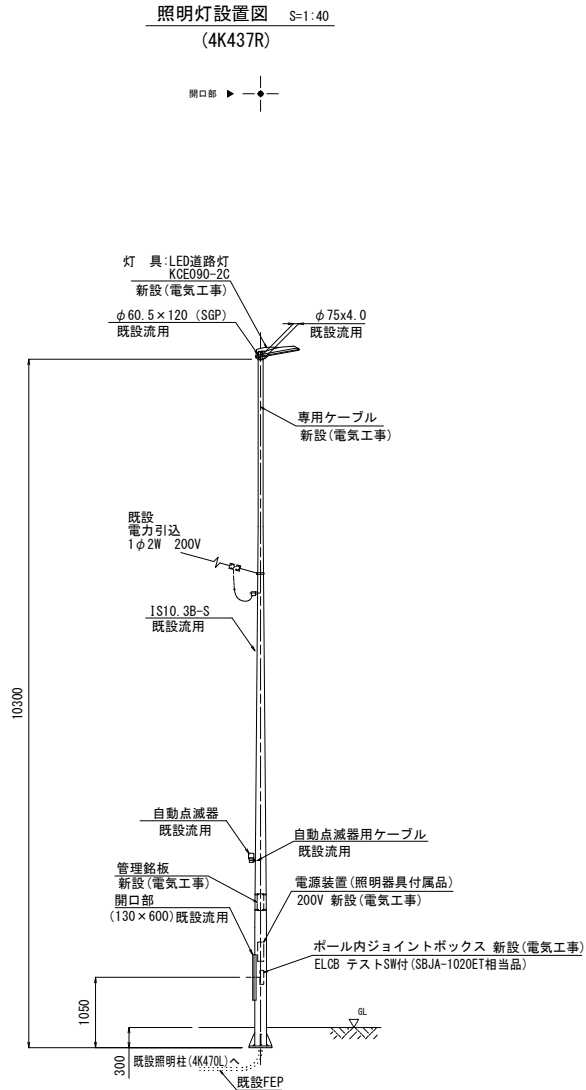 照明灯設置図 S=1:40
(4K437R)
開口部
灯 具:LED道路灯
KCE090-2C
新設(電気工事)
φ60.5×120 (SGP)
既設流用
φ75x4.0
既設流用
専用ケーブル
新設(電気工事)
既設
電力引込
1φ2W 200V
IS10.3B-S
既設流用
10300
自動点滅器
既設流用
自動点滅器用ケーブル
既設流用
管理銘板
新設(電気工事)
電源装置(照明器具付属品)
200V 新設(電気工事)
開口部
(130×600)既設流用
ポール内ジョイントボックス 新設(電気工事)
ELCB テストSW付(SBJA-1020ET相当品)
1050
GL
300
既設照明柱(4K470L)へ
既設FEP